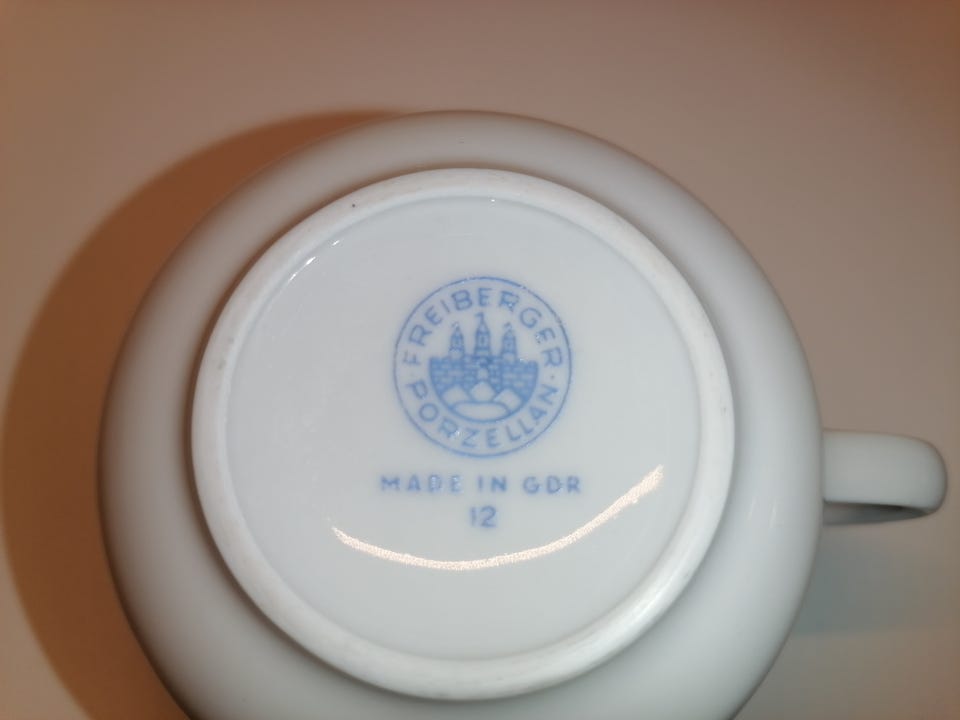 FREIBERGER
PORZELLAN
MADE IN GDR
12